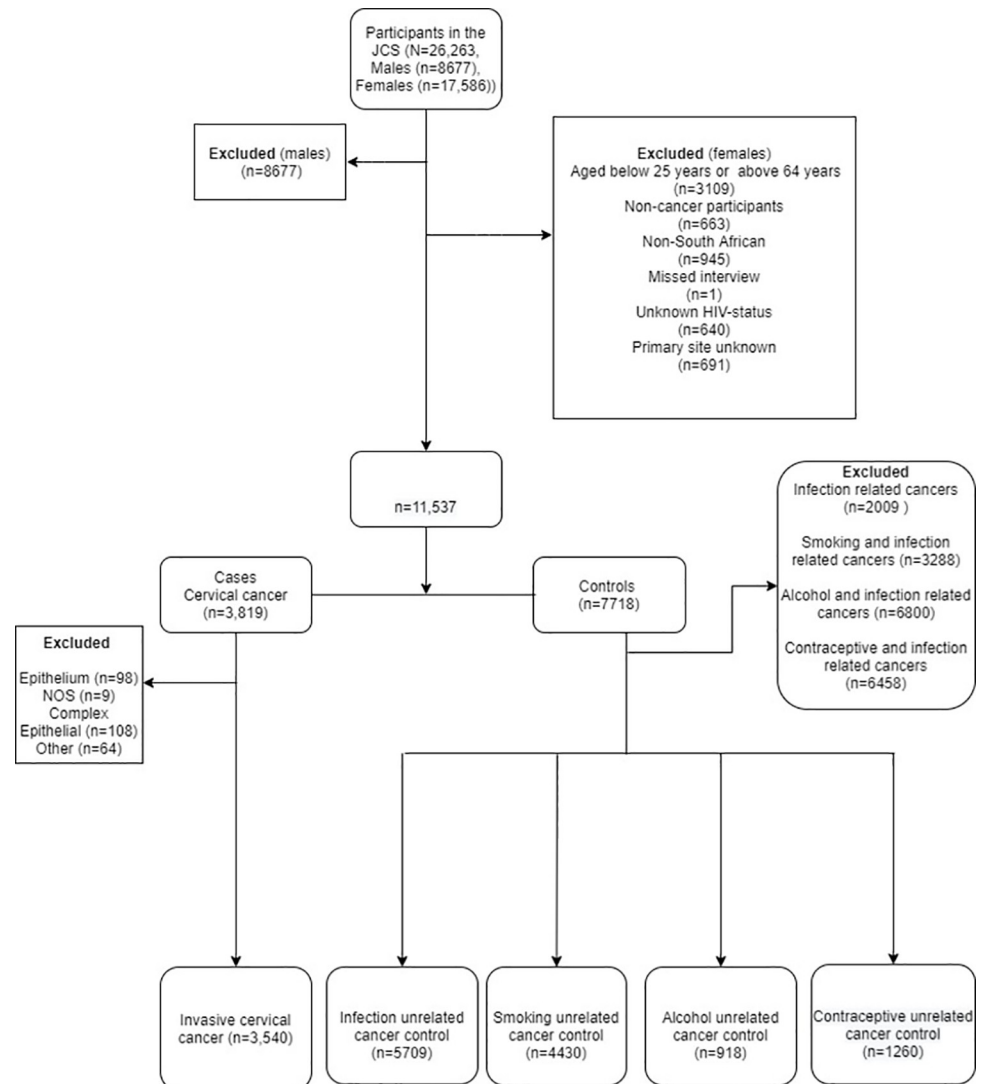 Participants in the
JCS (N=26,263,
Males (n=8677),
Females (n=17,586))
Excluded (males)
(n=8677)
Excluded (females)
Aged below 25 years or above 64 years
(n=3109)
Non-cancer participants
(n=663)
Non-South African
(n=945)
Missed interview
(n=1)
Unknown HIV-status
(n=640)
Primary site unknown
(n=691)
n=11,537
Excluded
Infection related cancers
(n=2009 )
Smoking and infection
related cancers (n=3288)
Alcohol and infection related
cancers (n=6800)
Contraceptive and infection
related cancers
(n=6458)
Cases
Cervical cancer
(n=3,819)
Controls
(n=7718)
Excluded
Epithelium (n=98)
NOS (n=9)
Complex
Epithelial (n=108)
Other (n=64)
Invasive cervical
cancer (n=3,540)
Infection unrelated
cancer control
(n=5709)
Smoking unrelated
cancer control
(n=4430)
Alcohol unrelated
cancer control
(n=918)
Contraceptive unrelated
cancer control
(n=1260)